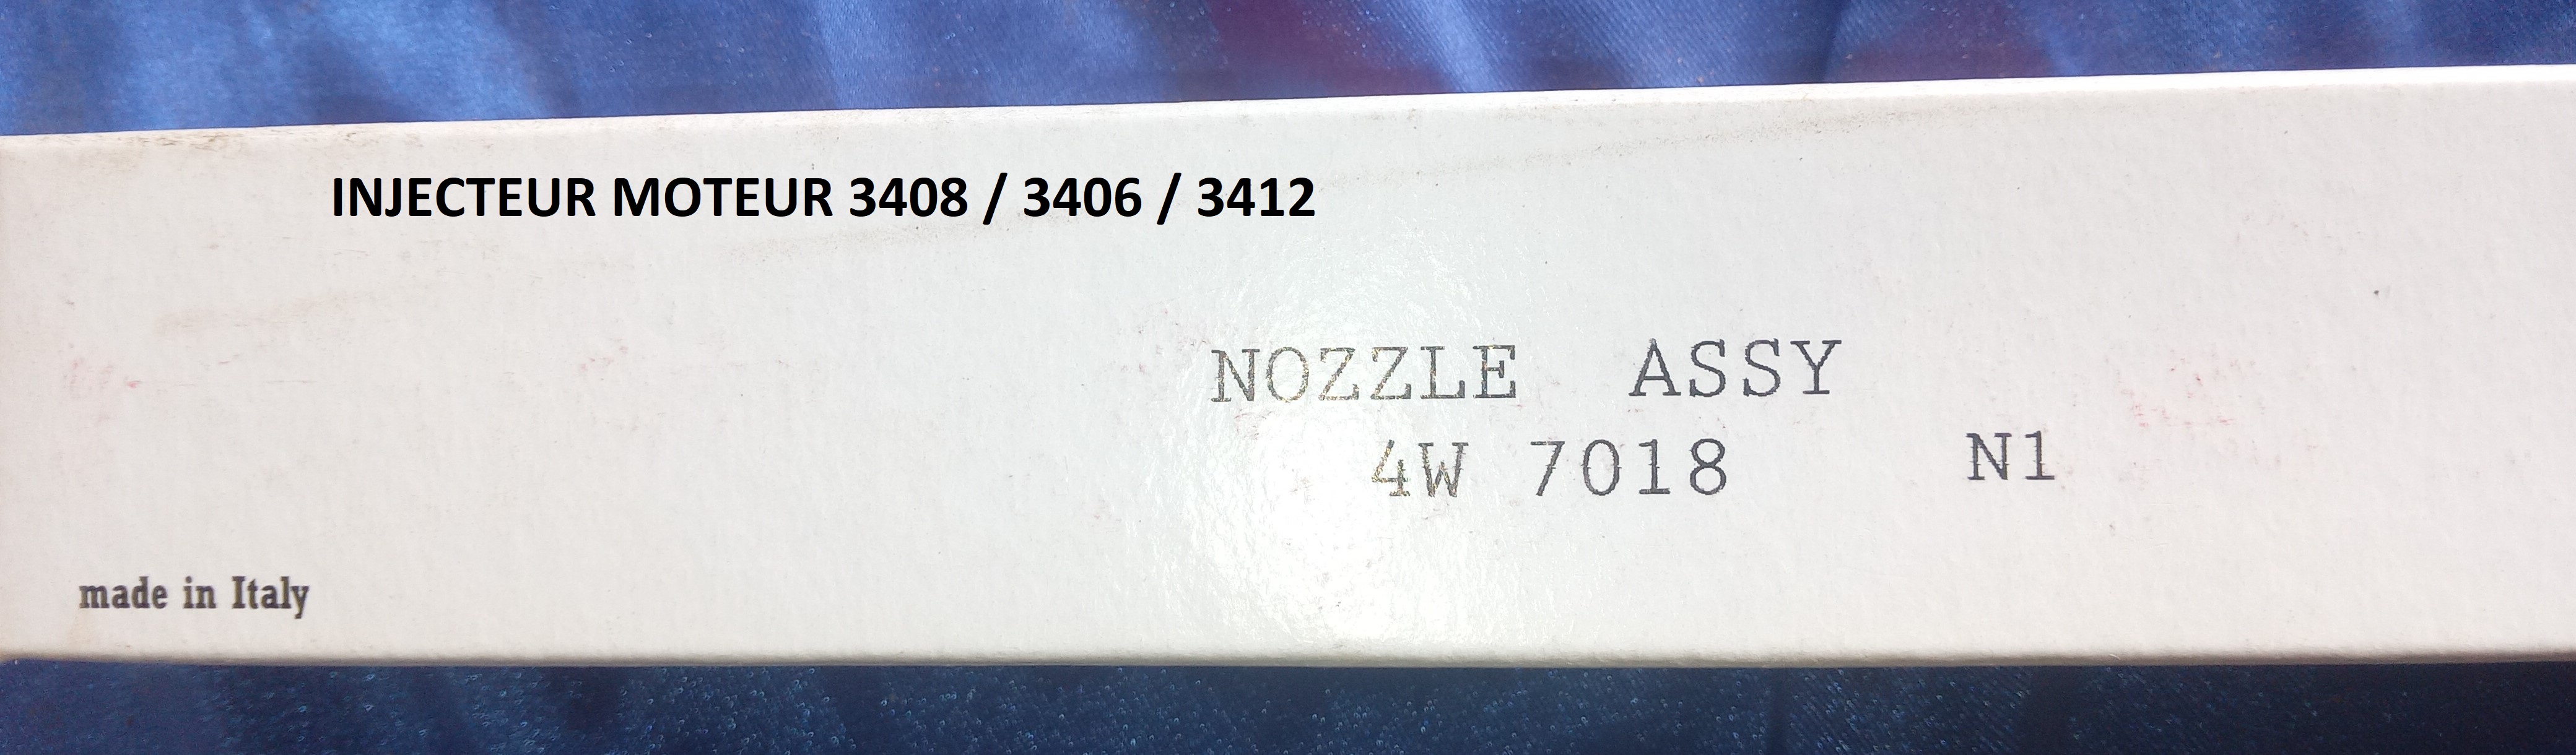 INJECTEUR MOTEUR 3408 / 3406 / 3412
NOZZLE ASSY
4W 7018 N1
made in Italy